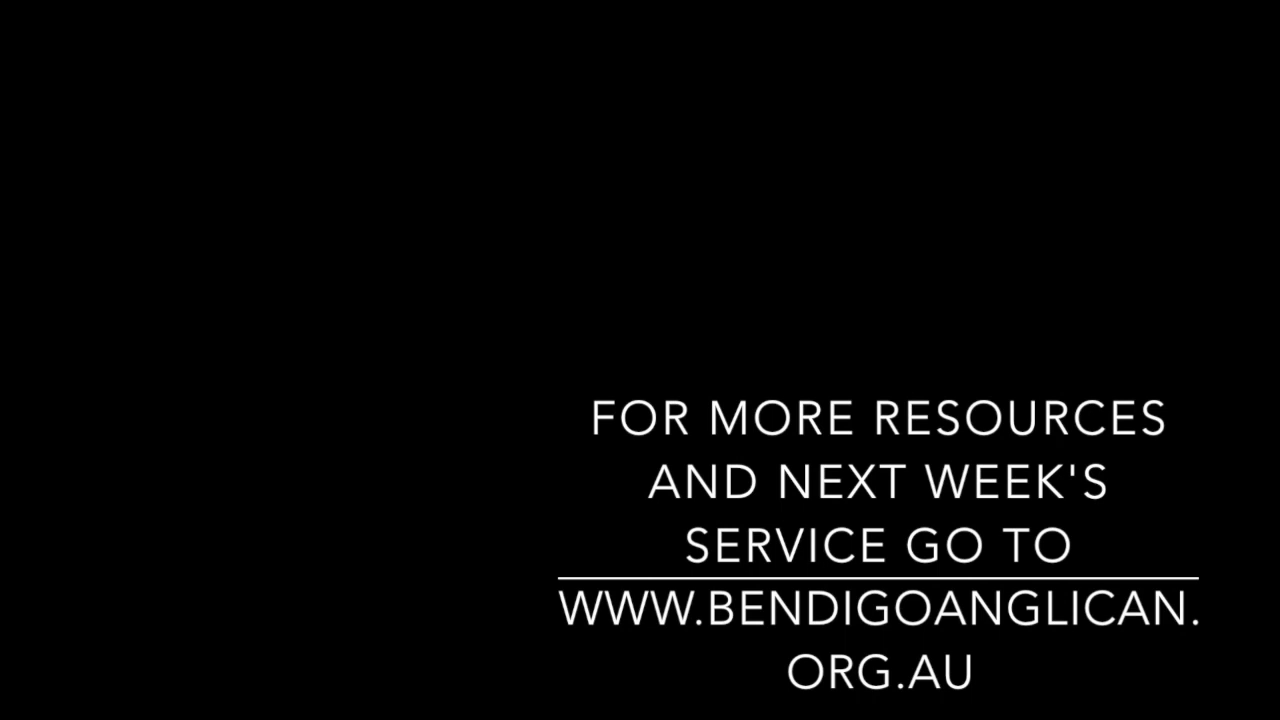 FOR MORE RESOURCES
AND NEXT WEEK'S
SERVICE GO TO
WWW.BENDIGOANGLICAN.
ORG.AU